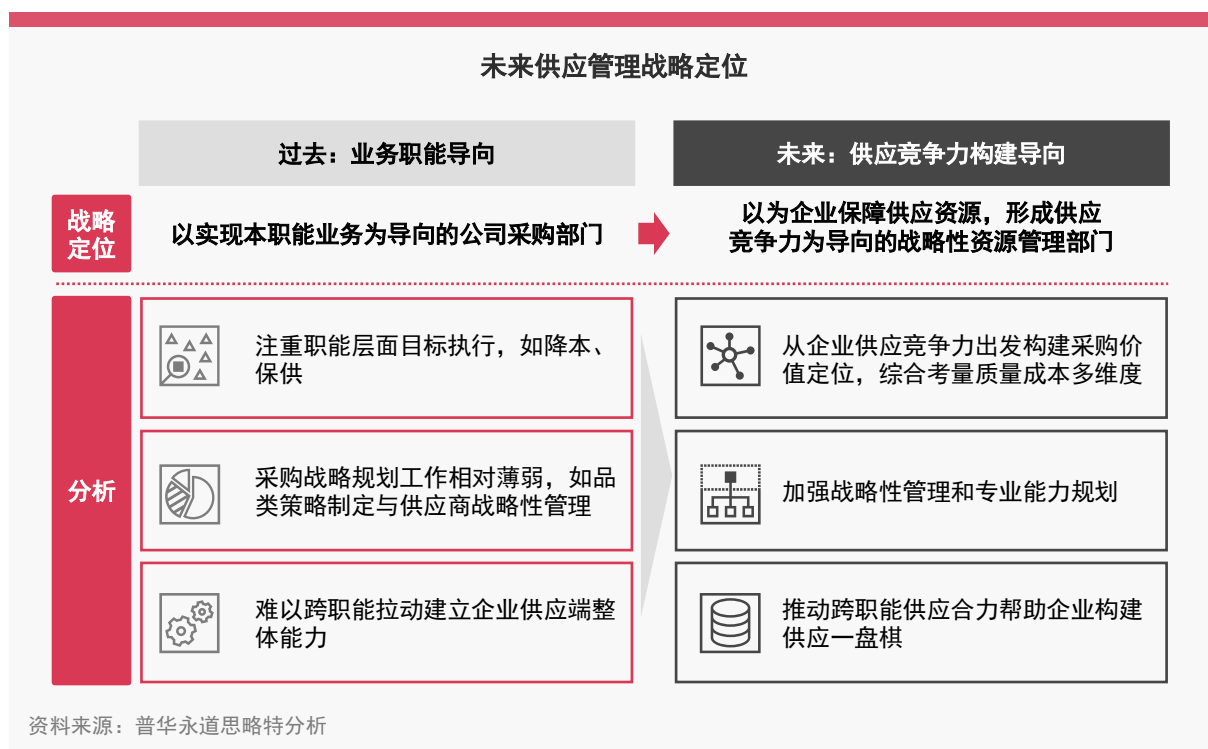 未来供应管理战略定位
过去：业务职能导向
未来：供应竞争力构建导向
战略
定位
以实现本职能业务为导向的公司采购部门
以为企业保障供应资源，形成供应
竞争力为导向的战略性资源管理部门
分析
注重职能层面目标执行，如降本、
保供
从企业供应竞争力出发构建采购价
值定位，综合考量质量成本多维度
采购战略规划工作相对薄弱，如品
类策略制定与供应商战略性管理
加强战略性管理和专业能力规划
难以跨职能拉动建立企业供应端整
体能力
推动跨职能供应合力帮助企业构建
供应一盘棋
资料来源：普华永道思略特分析